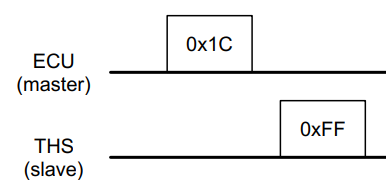 0x1C
ECU
(master)
0xFF
THS
(slave)